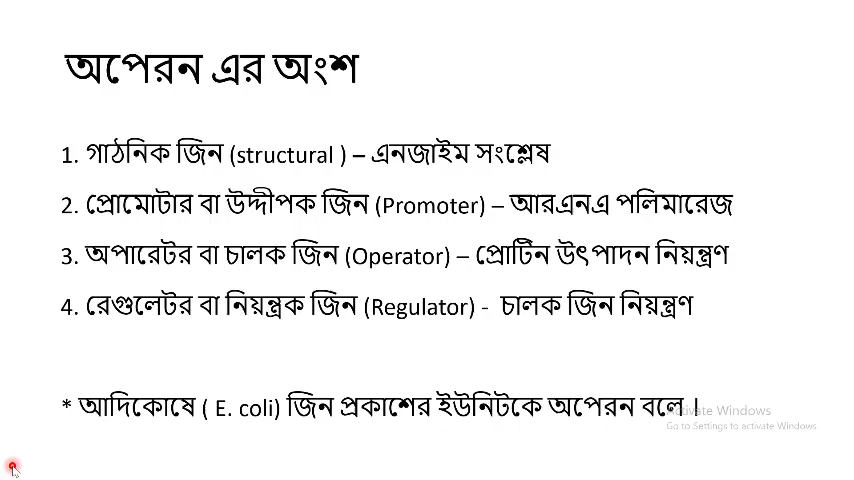 অপেরন এর অংশ
1. গাঠনিক জিন (structural ) – এনজাইম সংশ্লেষ
2. প্রোমোটার বা উদ্দীপক জিন (Promoter) – আরএনএ পলিমারেজ
3. অপারেটর বা চালক জিন (Operator) – প্রোটিন উৎপাদন নিয়ন্ত্রণ
4. রেগুলেটর বা নিয়ন্ত্রক জিন (Regulator) - চালক জিন নিয়ন্ত্রণ
* আদিকোষে ( E. coli) জিন প্রকাশের ইউনিটকে অপেরন বলে ।
Activate Windows
Go to Settings to activate Windows